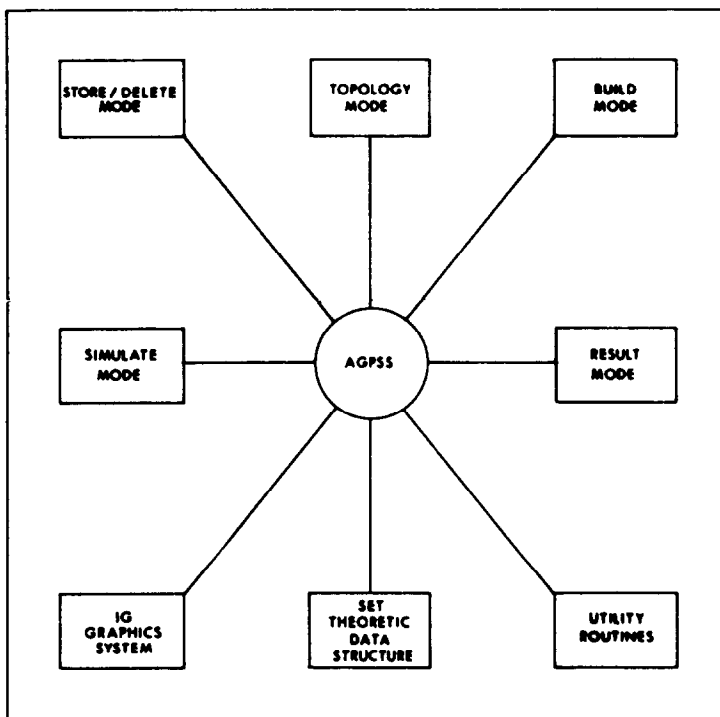 STORE / DELETE
MODE
TOPOLOGY
MODE
BUILD
MODE
SIMULATE
MODE
AGPSS
RESULT
MODE
IG
GRAPHICS
SYSTEM
SET
THEORETIC
DATA
STRUCTURE
UTILITY
ROUTINES